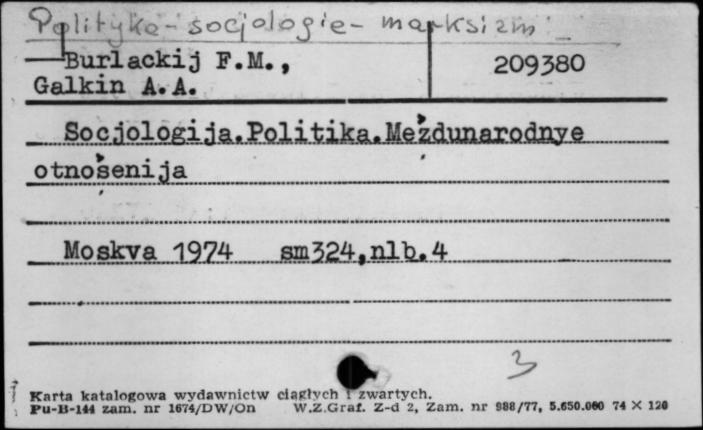 Polityka - socjologie - marksizm
Burlackij F.M.,
209380
Galkin A.A.
Socjologija.Politika.Meždunarodnye
otnošenija
Moskva 1974 sm324,nlb.4
3
Karta katalogowa wydawnictw ciągłych i zwartych.
Pu-B-144 zam. nr 1674/DW/On W.Z.Graf. Z-d 2, Zam. nr 988/77, 5.650.000 74 × 120